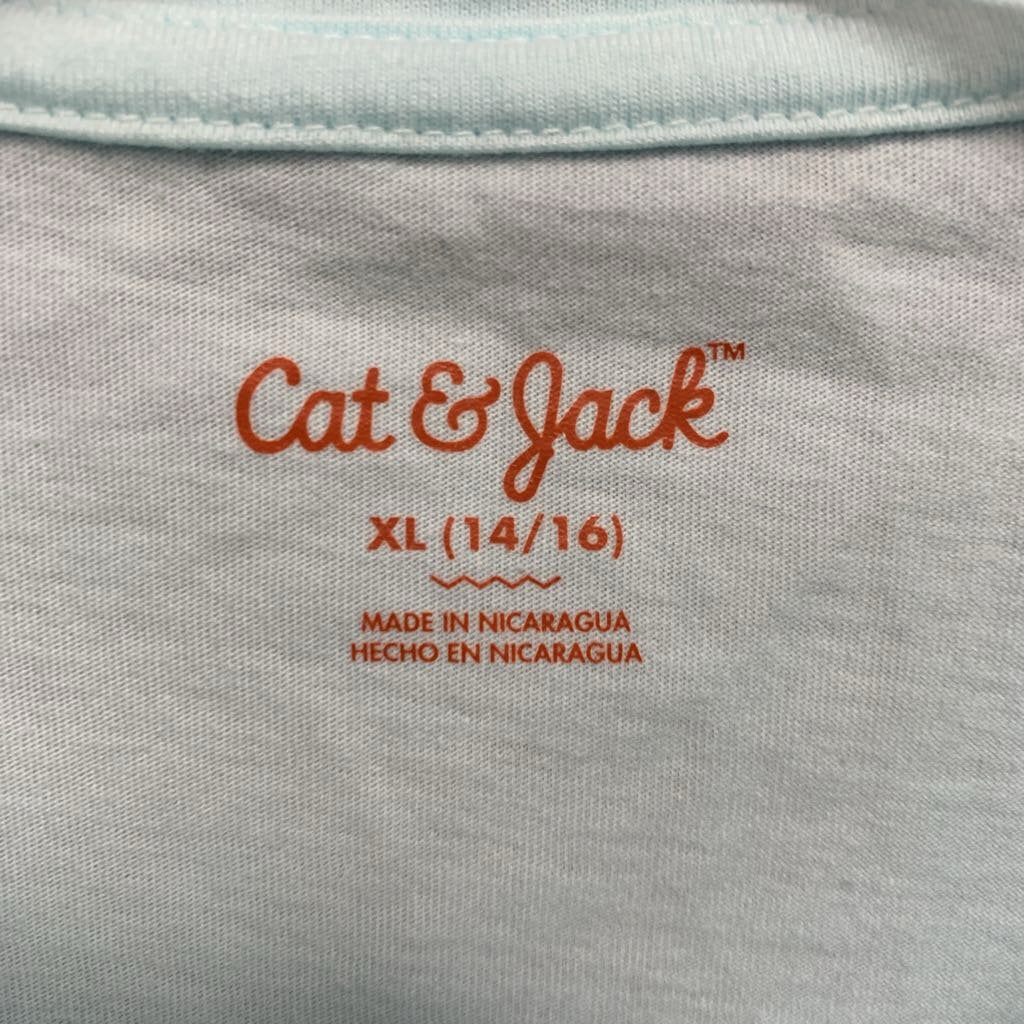 Cat & Jack™
XL (14/16)
MADE IN NICARAGUA
HECHO EN NICARAGUA